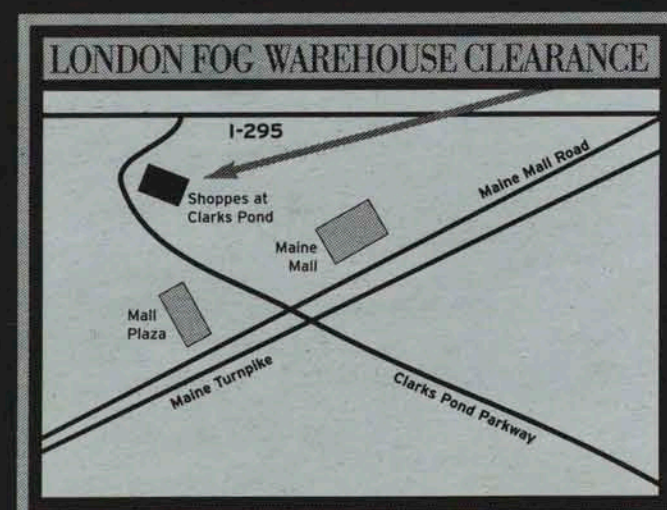 LONDON FOG WAREHOUSE CLEARANCE
I-295
Maine Mall Road
Shoppes at
Clarks Pond
Maine
Mall
Mall
Plaza
Maine Turnpike
Clarks Pond Parkway